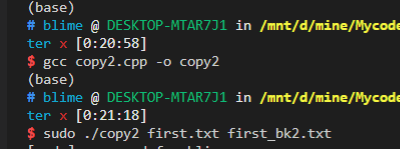 (base)
# blime @ DESKTOP-MTAR7J1 in /mnt/d/mine/Mycode
ter x [0:20:58]
$ gcc copy2.cpp -o copy2
(base)
# blime @ DESKTOP-MTAR7J1 in /mnt/d/mine/Mycode
ter x [0:21:18]
$ sudo ./copy2 first.txt first_bk2.txt